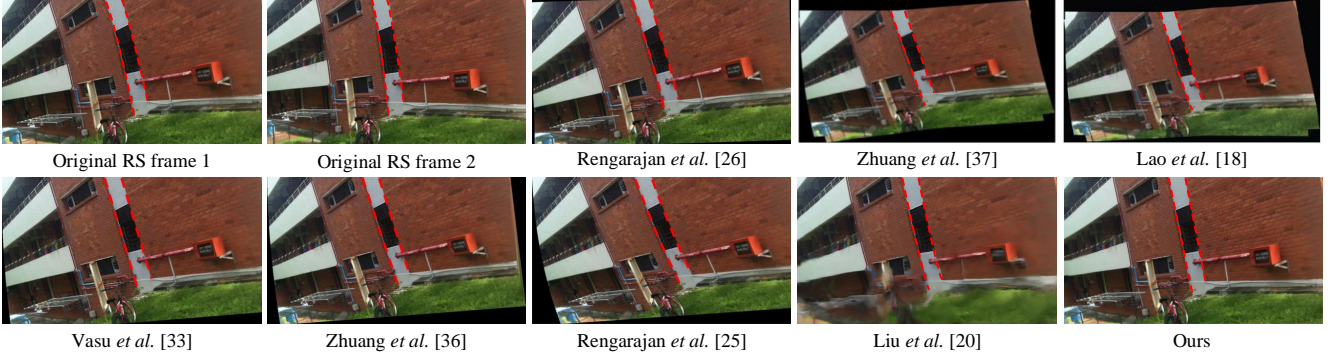 Original RS frame 1
Original RS frame 2
Rengarajan et al. [26]
Zhuang et al. [37]
Lao et al. [18]
Vasu et al. [33]
Zhuang et al. [36]
Rengarajan et al. [25]
Liu et al. [20]
Ours